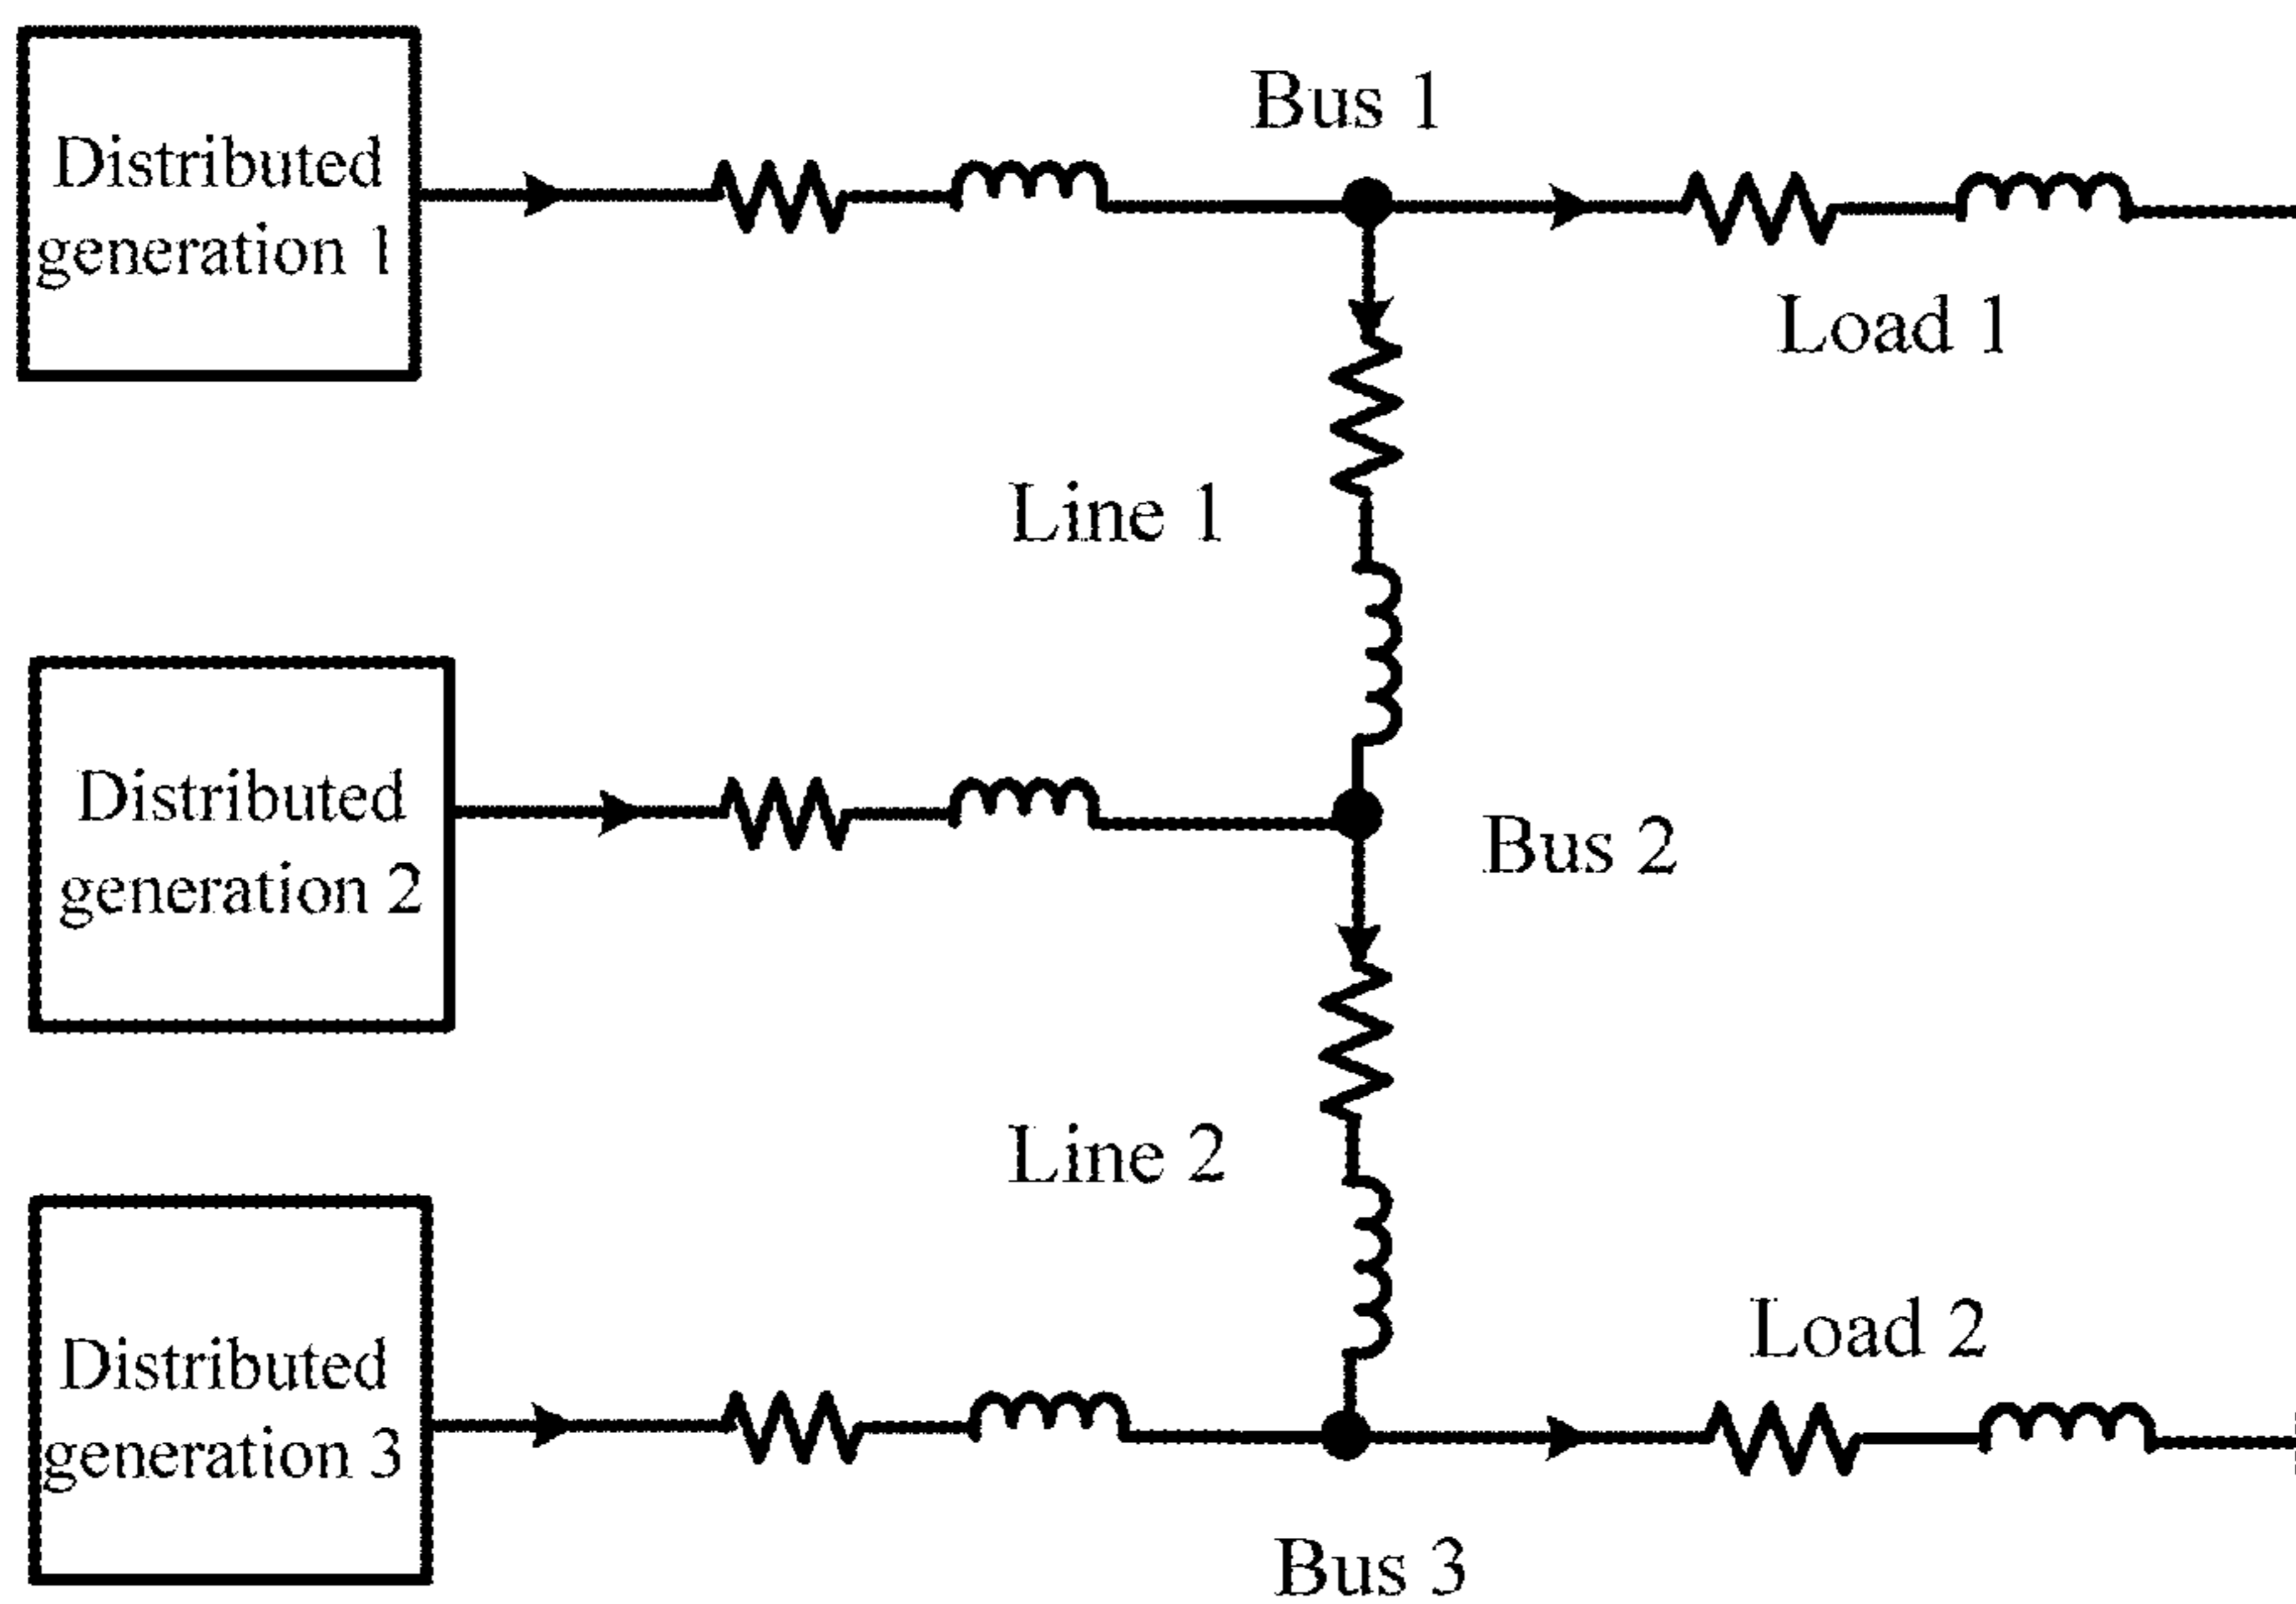 Bus 1
Distributed
generation 1
Load 1
Line 1
Distributed
generation 2
Bus 2
Line 2
Load 2
Distributed
generation 3
Bus 3